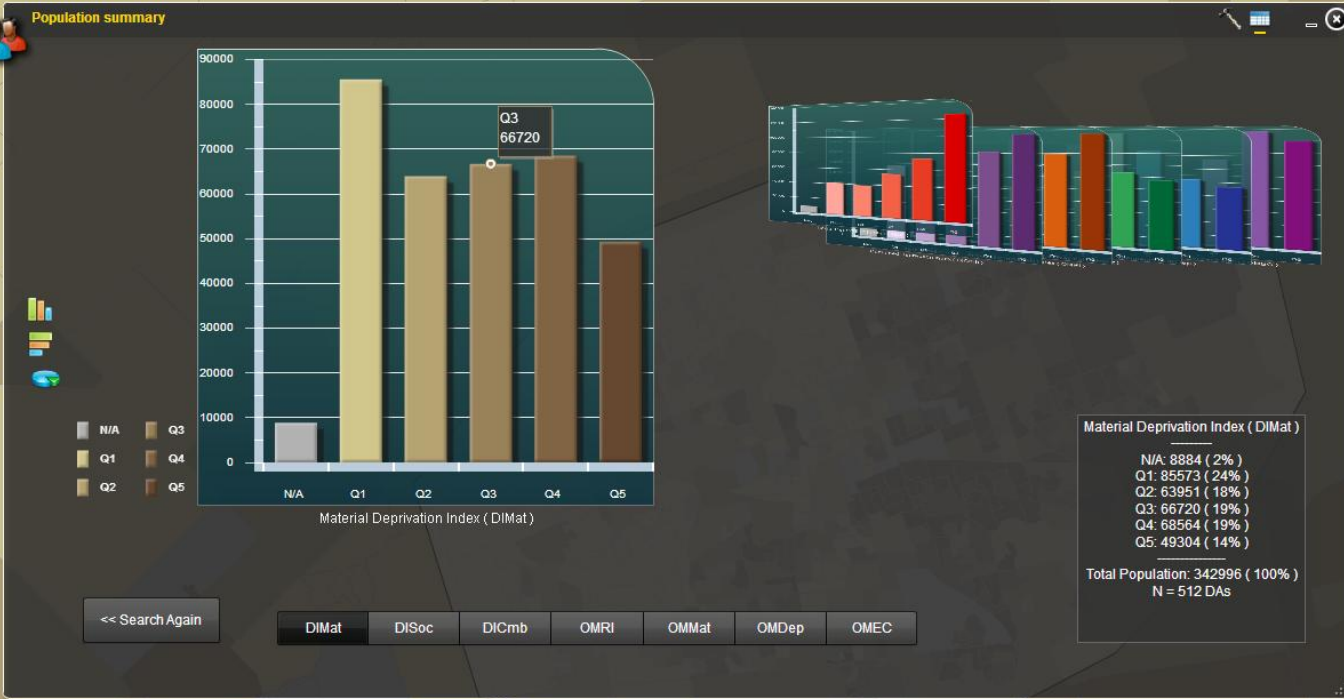 Population summary
90000
80000
70000
60000
50000
40000
30000
20000
10000
0
Q3
66720
N/A
Q1
Q2
Q3
Q4
Q5
Material Deprivation Index ( DIMat )
N/A
Q3
Q1
Q4
Q2
Q5
Material Deprivation Index ( DIMat )
----------
N/A: 8884 ( 2% )
Q1: 85573 ( 24% )
Q2: 63951 ( 18% )
Q3: 66720 ( 19% )
Q4: 68564 ( 19% )
Q5: 49304 ( 14% )
----------------
Total Population: 342996 ( 100% )
N = 512 DAs
<< Search Again
DIMat
DISoc
DICmb
OMRI
OMMat
OMDep
OMEC